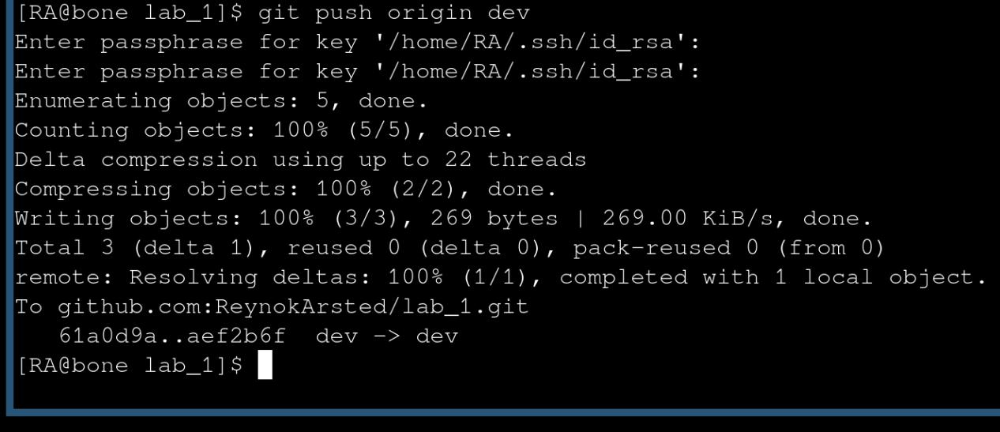 [RA@bone lab_1]$ git push origin dev
Enter passphrase for key '/home/RA/.ssh/id_rsa':
Enter passphrase for key '/home/RA/.ssh/id_rsa':
Enumerating objects: 5, done.
Counting objects: 100% (5/5), done.
Delta compression using up to 22 threads
Compressing objects: 100% (2/2), done.
Writing objects: 100% (3/3), 269 bytes | 269.00 KiB/s, done.
Total 3 (delta 1), reused 0 (delta 0), pack-reused 0 (from 0)
remote: Resolving deltas: 100% (1/1), completed with 1 local object.
To github.com:ReynokArsted/lab_1.git
   61a0d9a..aef2b6f  dev -> dev
[RA@bone lab_1]$